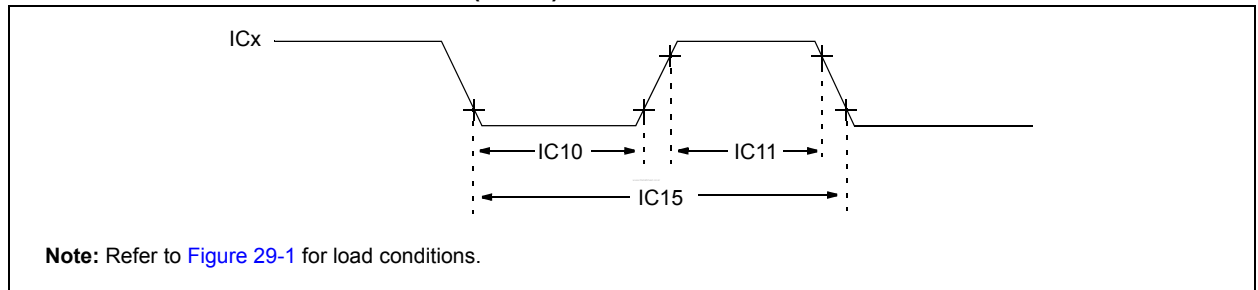 ICx
IC10
IC11
IC15
Note: Refer to Figure 29-1 for load conditions.